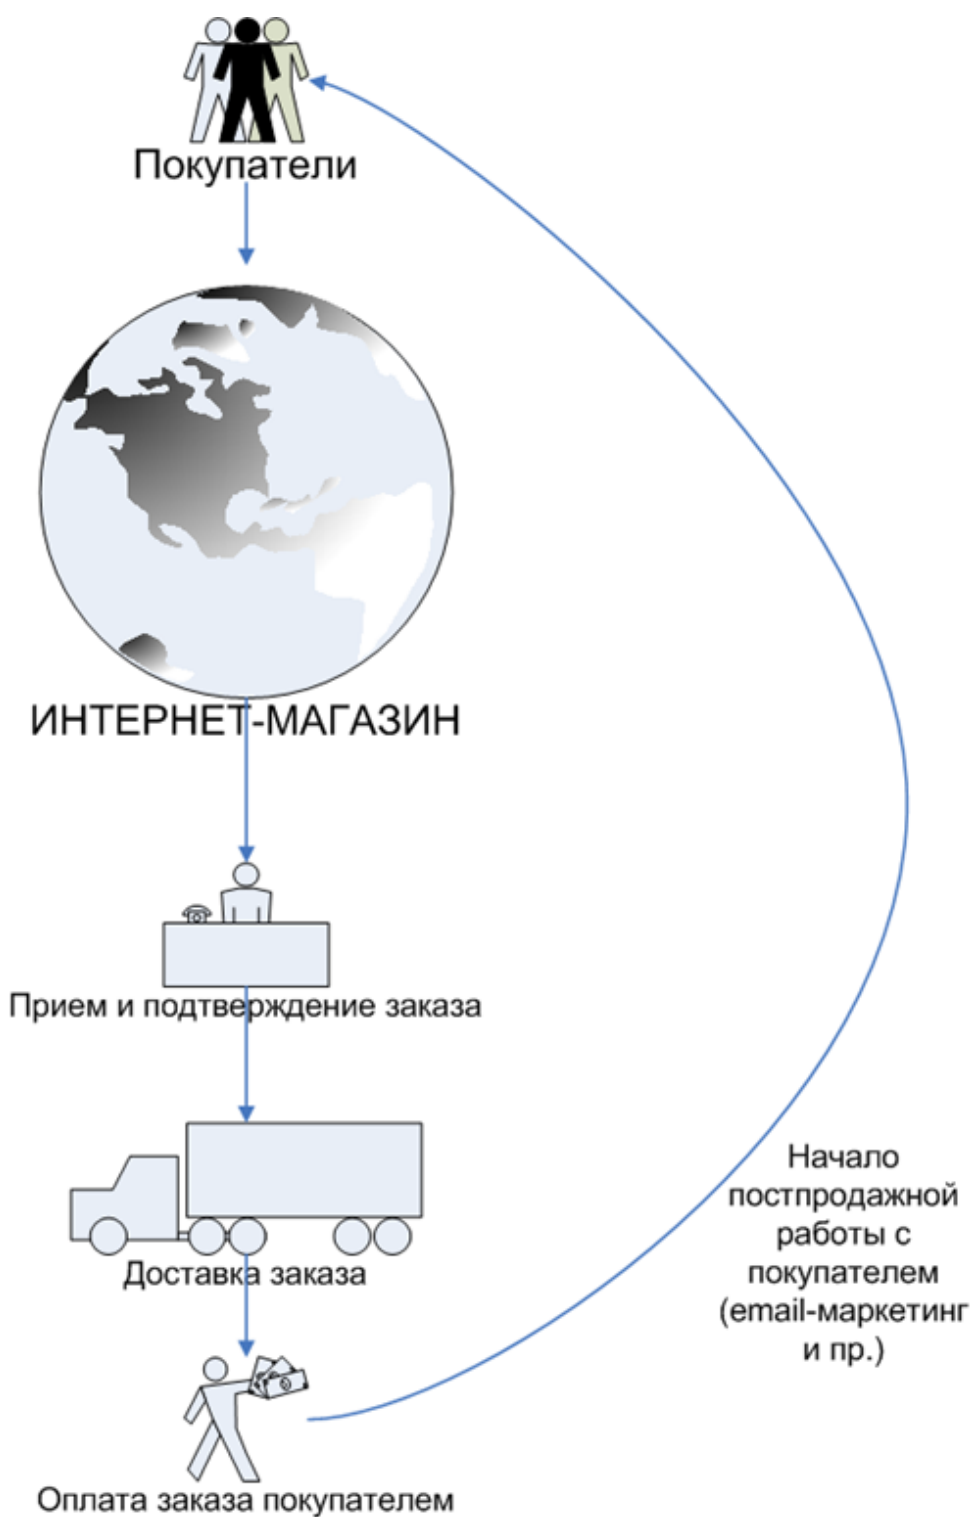 Покупатели
ИНТЕРНЕТ-МАГАЗИН
Прием и подтверждение заказа
Доставка заказа
Начало
постпродажной
работы с
покупателем
(email-маркетинг
и пр.)
Оплата заказа покупателем